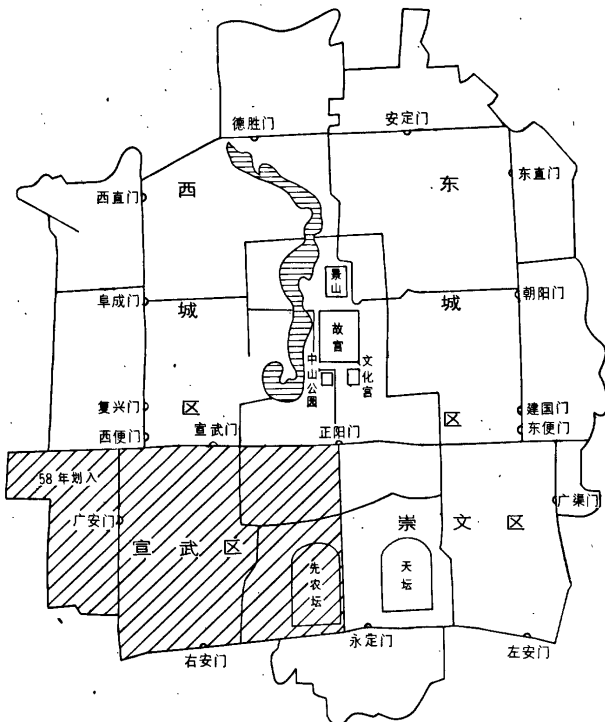 德胜门
安定门
西直门
西
东
东直门
景山
阜成门
城
城
朝阳门
故宫
中山公园
文化宫
复兴门
区
区
建国门
西便门
宣武门
正阳门
东便门
58年划入
广渠门
广安门
宣武区
崇文区
先农坛
天坛
右安门
永定门
左安门